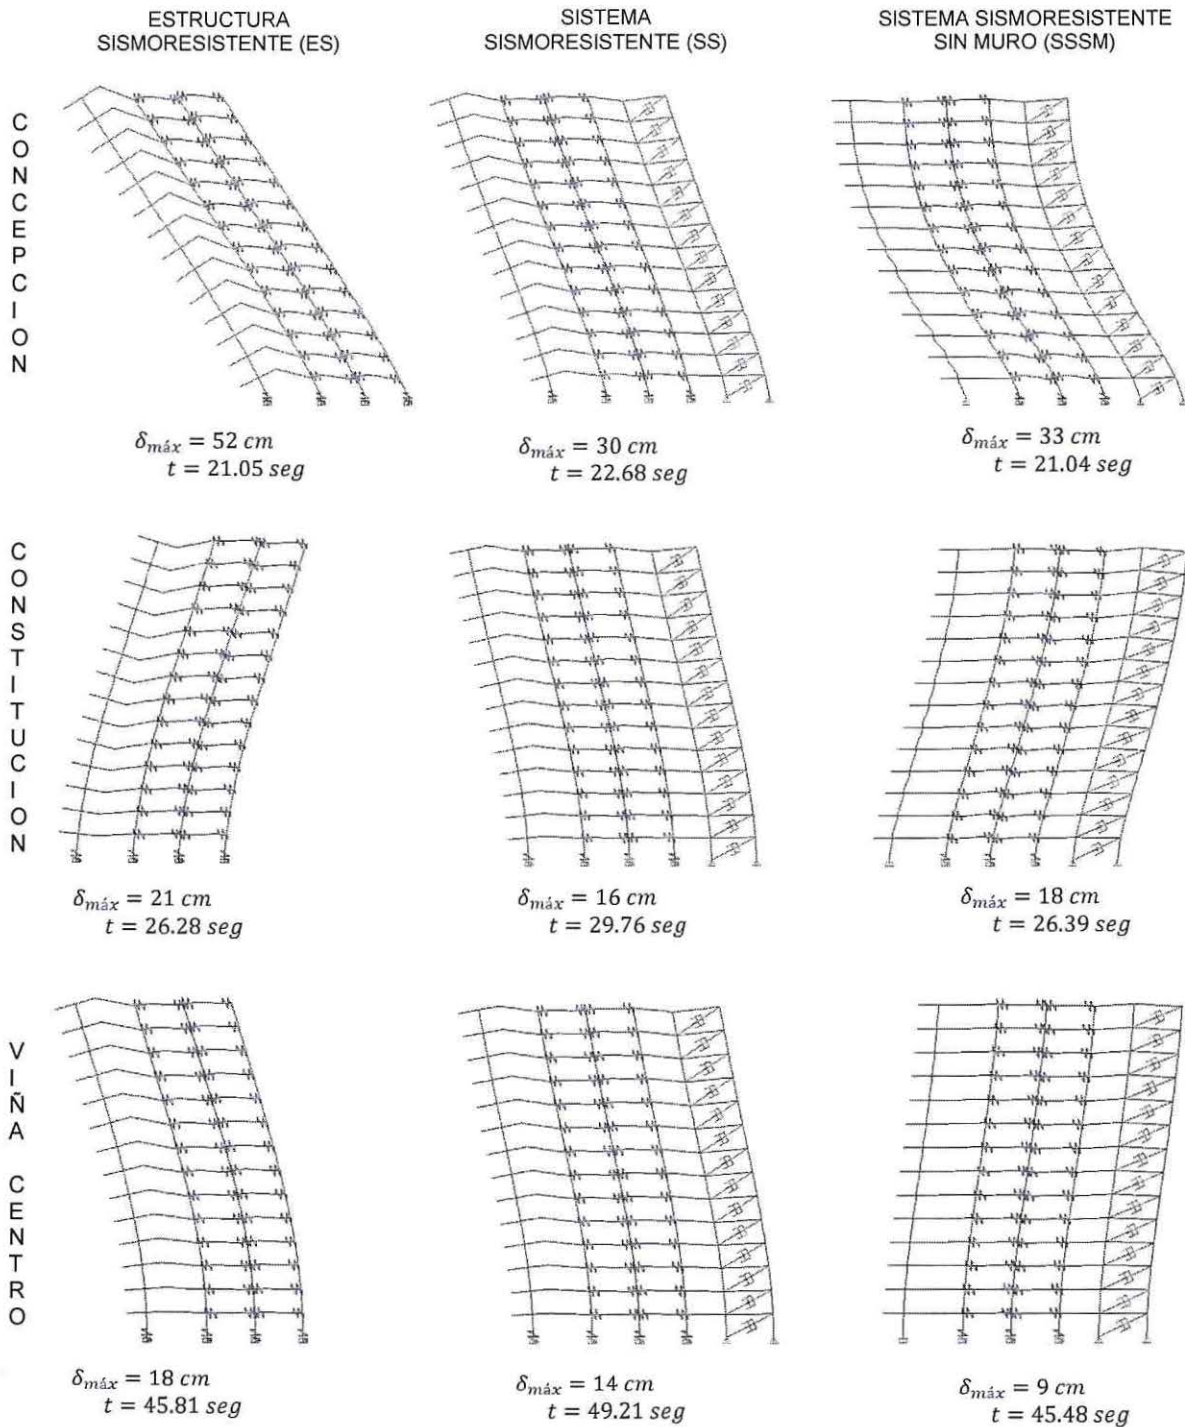 ESTRUCTURA
SISMORESISTENTE (ES)
SISTEMA
SISMORESISTENTE (SS)
SISTEMA SISMORESISTENTE
SIN MURO (SSSM)
CONCEPCION
δmáx = 52 cm
t = 21.05 seg
δmáx = 30 cm
t = 22.68 seg
δmáx = 33 cm
t = 21.04 seg
CONSTITUCION
δmáx = 21 cm
t = 26.28 seg
δmáx = 16 cm
t = 29.76 seg
δmáx = 18 cm
t = 26.39 seg
VIÑA CENTRO
δmáx = 18 cm
t = 45.81 seg
δmáx = 14 cm
t = 49.21 seg
δmáx = 9 cm
t = 45.48 seg